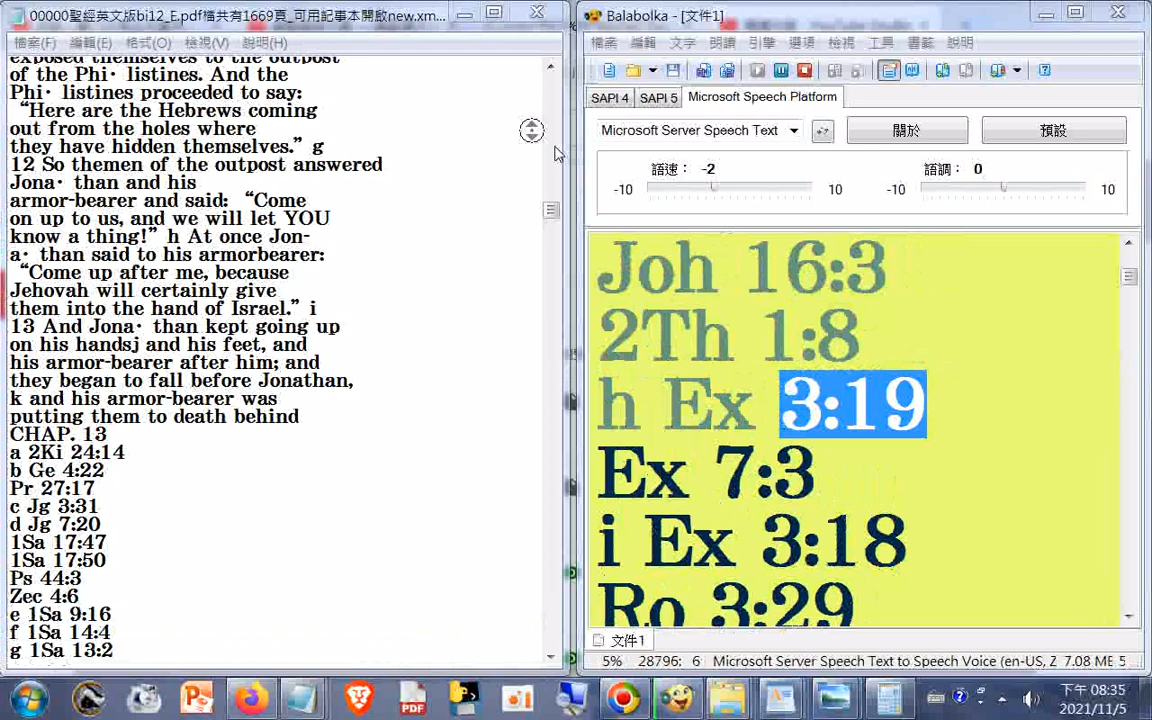 00000聖經英文版bi12_E.pdf檔共有1669頁_可用記事本開啟new.xm...
檔案(F) 編輯(E) 格式(O) 檢視(V) 說明(H)
exposed themselves to the outpost
of the Phi· listines. And the
Phi· listines proceeded to say:
“Here are the Hebrews coming
out from the holes where
they have hidden themselves.” g
12 So themen of the outpost answered
Jona· than and his
armor-bearer and said: “Come
on up to us, and we will let YOU
know a thing!” h At once Jon-
a· than said to his armorbearer:
“Come up after me, because
Jehovah will certainly give
them into the hand of Israel.” i
13 And Jona· than kept going up
on his handsj and his feet, and
his armor-bearer after him; and
they began to fall before Jonathan,
k and his armor-bearer was
putting them to death behind
CHAP. 13
a 2Ki 24:14
b Ge 4:22
Pr 27:17
c Jg 3:31
d Jg 7:20
1Sa 17:47
1Sa 17:50
Ps 44:3
Zec 4:6
e 1Sa 9:16
f 1Sa 14:4
g 1Sa 13:2
Balabolka - [文件1]
檔案 編輯 文字 朗讀 引擎 選項 檢視 工具 書籤 說明
SAPI 4 SAPI 5 Microsoft Speech Platform
Microsoft Server Speech Text 關於 預設
語速： -2 語調： 0
-10 10 -10 10
Joh 16:3
2Th 1:8
h Ex 3:19
Ex 7:3
i Ex 3:18
Ro 3:29
文件1
5% 28796: 6 Microsoft Server Speech Text to Speech Voice (en-US, Z 7.08 MB 5
下午 08:35
2021/11/5